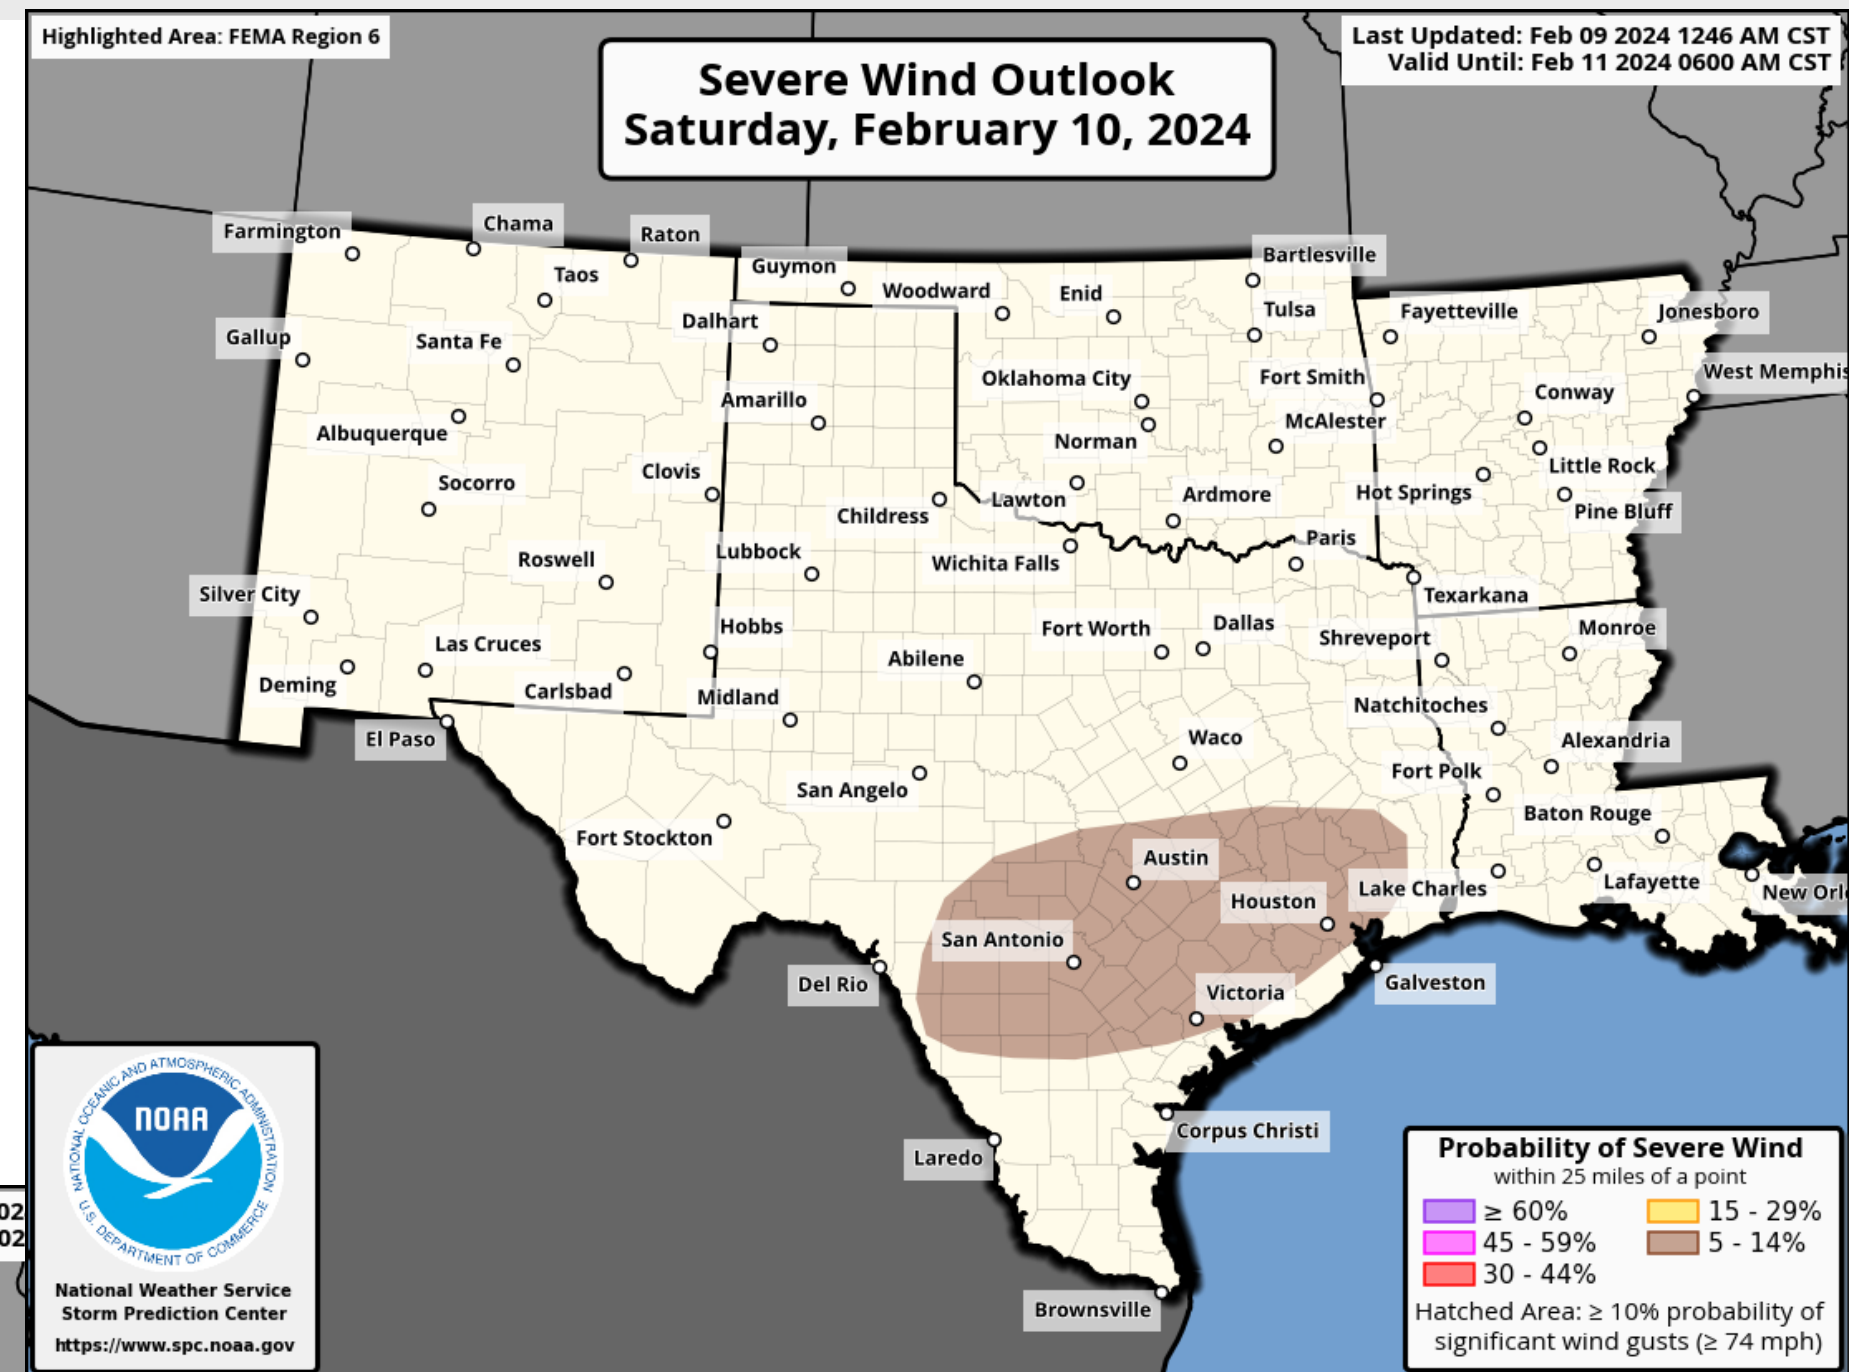 Highlighted Area: FEMA Region 6
Severe Wind Outlook
Saturday, February 10, 2024
Last Updated: Feb 09 2024 1246 AM CST
Valid Until: Feb 11 2024 0600 AM CST
Farmington
Chama
Raton
Taos
Guymon
Woodward
Enid
Bartlesville
Tulsa
Fayetteville
Jonesboro
Gallup
Santa Fe
Dalhart
Oklahoma City
Fort Smith
West Memphis
Conway
Amarillo
Albuquerque
Norman
McAlester
Little Rock
Socorro
Clovis
Childress
Lawton
Ardmore
Hot Springs
Pine Bluff
Roswell
Lubbock
Wichita Falls
Paris
Silver City
Texarkana
Las Cruces
Hobbs
Abilene
Fort Worth
Dallas
Shreveport
Monroe
Deming
Carlsbad
Midland
Natchitoches
El Paso
Waco
Alexandria
San Angelo
Fort Polk
Fort Stockton
Baton Rouge
Austin
Lake Charles
Lafayette
New Orl
Houston
San Antonio
Del Rio
Victoria
Galveston
Corpus Christi
Laredo
Brownsville
02
02
NATIONAL OCEANIC AND ATMOSPHERIC ADMINISTRATION
NOAA
U.S. DEPARTMENT OF COMMERCE
National Weather Service
Storm Prediction Center
https://www.spc.noaa.gov
Probability of Severe Wind
within 25 miles of a point
≥ 60%
15 - 29%
45 - 59%
5 - 14%
30 - 44%
Hatched Area: ≥ 10% probability of
significant wind gusts (≥ 74 mph)